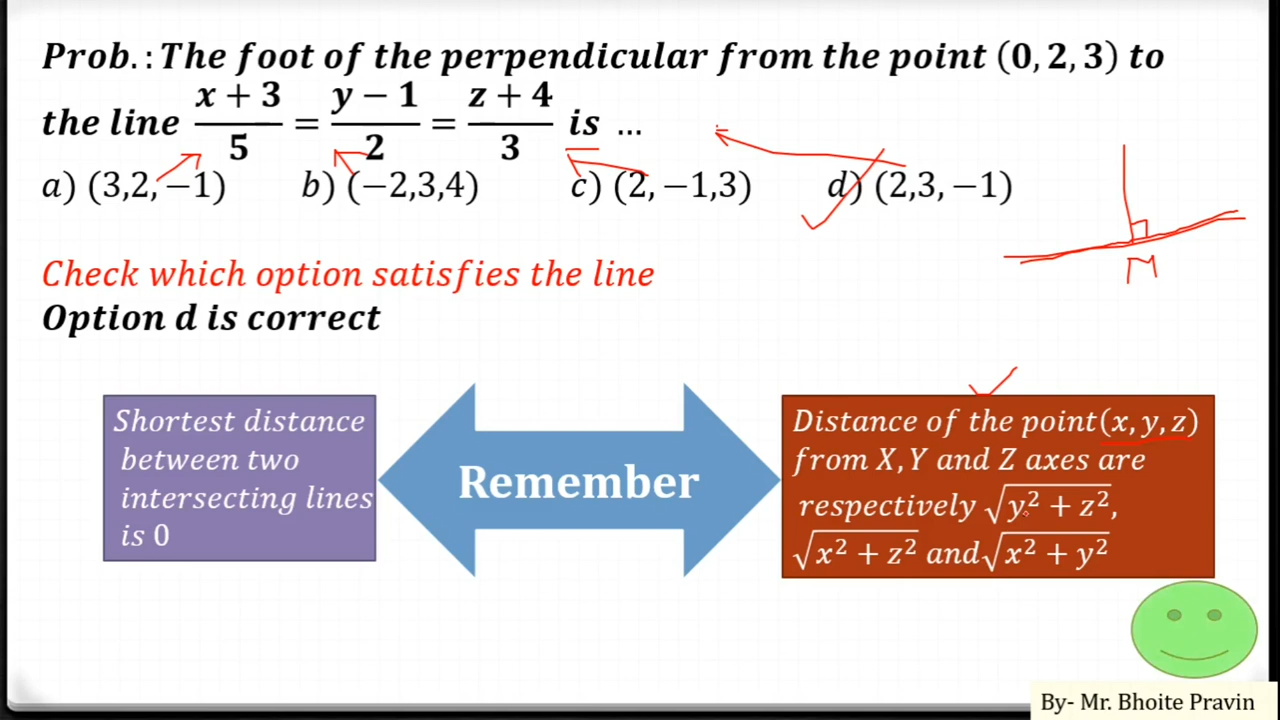 Prob.: The foot of the perpendicular from the point (0, 2, 3) to
the line (x + 3)/5 = (y − 1)/2 = (z + 4)/3 is ...
a) (3,2, −1) b) (−2,3,4) c) (2, −1,3) d) (2,3, −1)
Check which option satisfies the line
Option d is correct
Shortest distance
between two
intersecting lines
is 0
Remember
Distance of the point(x, y, z)
from X, Y and Z axes are
respectively √(y² + z²),
√(x² + z²) and√(x² + y²)
M
By- Mr. Bhoite Pravin